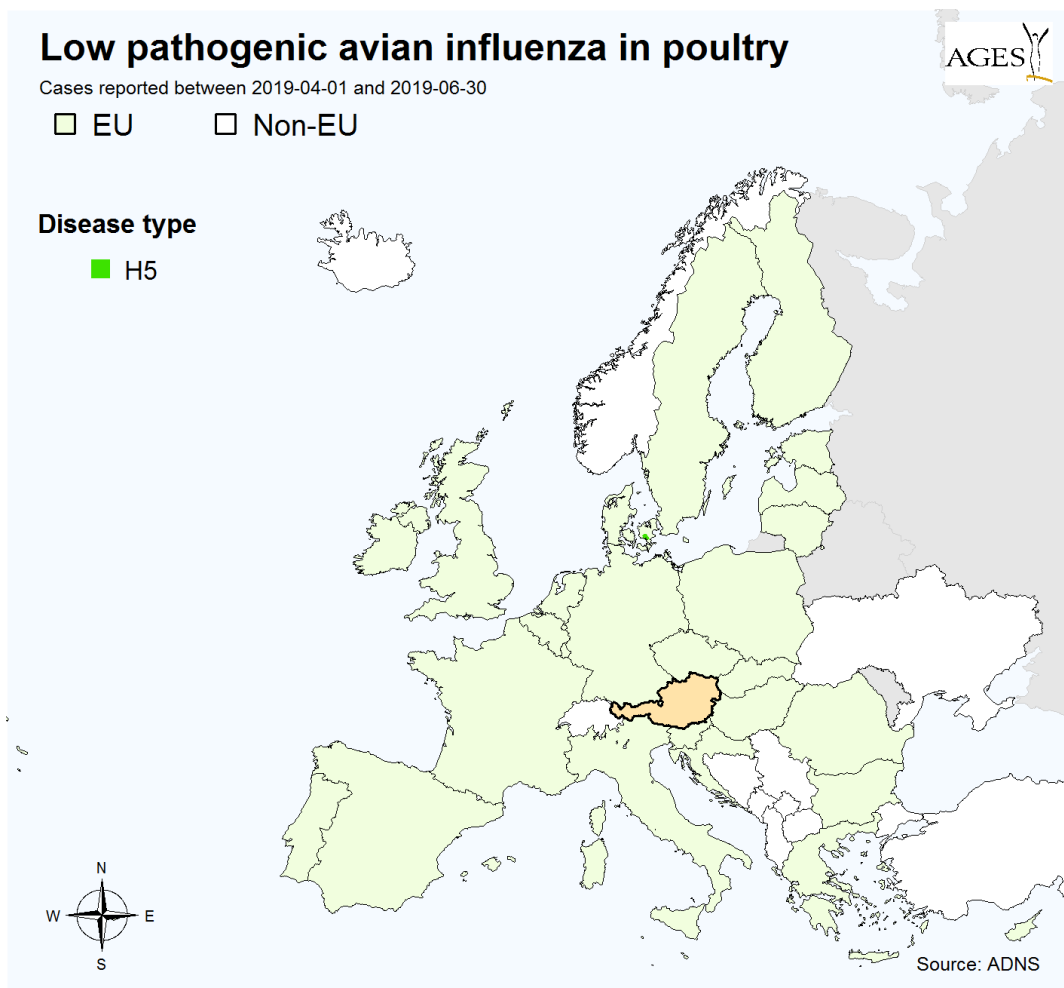 Low pathogenic avian influenza in poultry
Cases reported between 2019-04-01 and 2019-06-30
EU
Non-EU
AGES
Disease type
H5
N
W
E
S
Source: ADNS